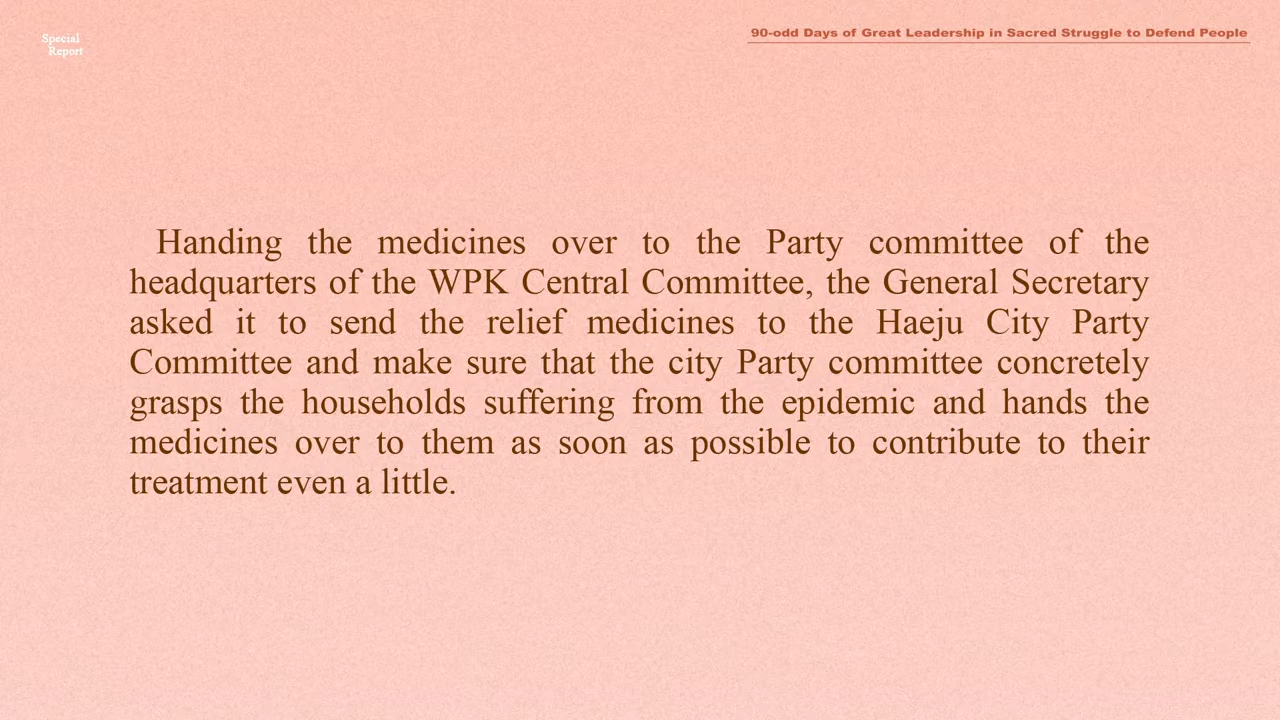 Special
Report
90-odd Days of Great Leadership in Sacred Struggle to Defend People
Handing the medicines over to the Party committee of the
headquarters of the WPK Central Committee, the General Secretary
asked it to send the relief medicines to the Haeju City Party
Committee and make sure that the city Party committee concretely
grasps the households suffering from the epidemic and hands the
medicines over to them as soon as possible to contribute to their
treatment even a little.